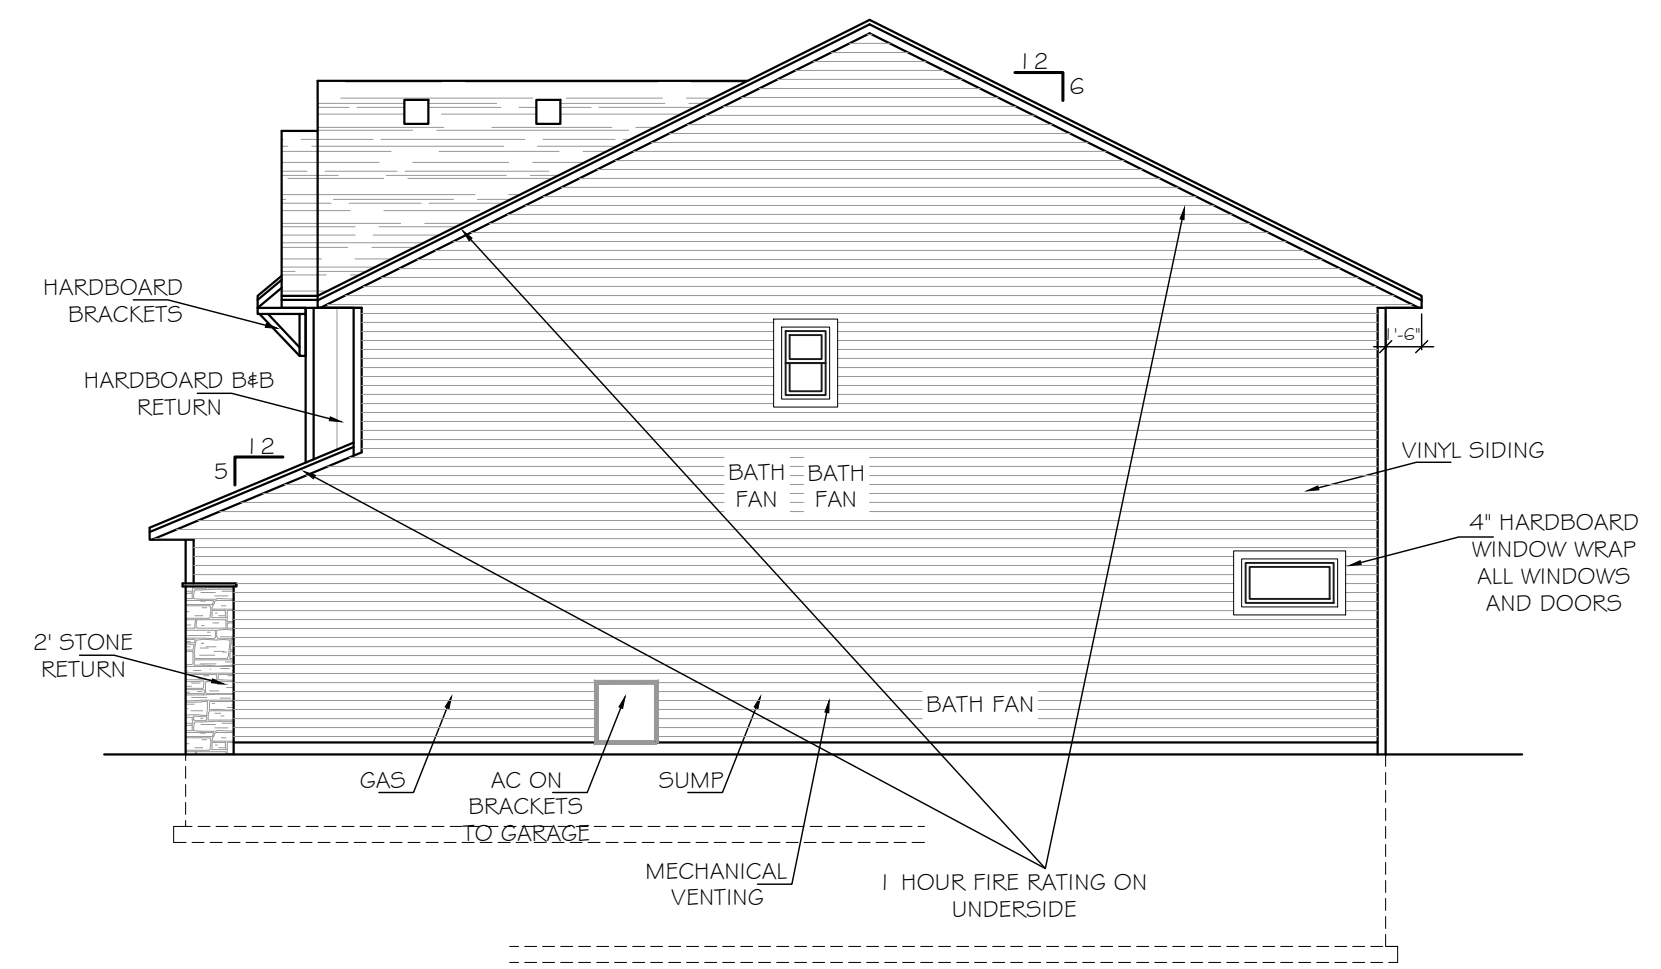 12
6
HARDBOARD
BRACKETS
1'-6"
HARDBOARD B&B
RETURN
12
5
BATH
FAN
BATH
FAN
VINYL SIDING
4" HARDBOARD
WINDOW WRAP
ALL WINDOWS
AND DOORS
2' STONE
RETURN
BATH FAN
GAS
AC ON
BRACKETS
TO GARAGE
SUMP
MECHANICAL
VENTING
1 HOUR FIRE RATING ON
UNDERSIDE